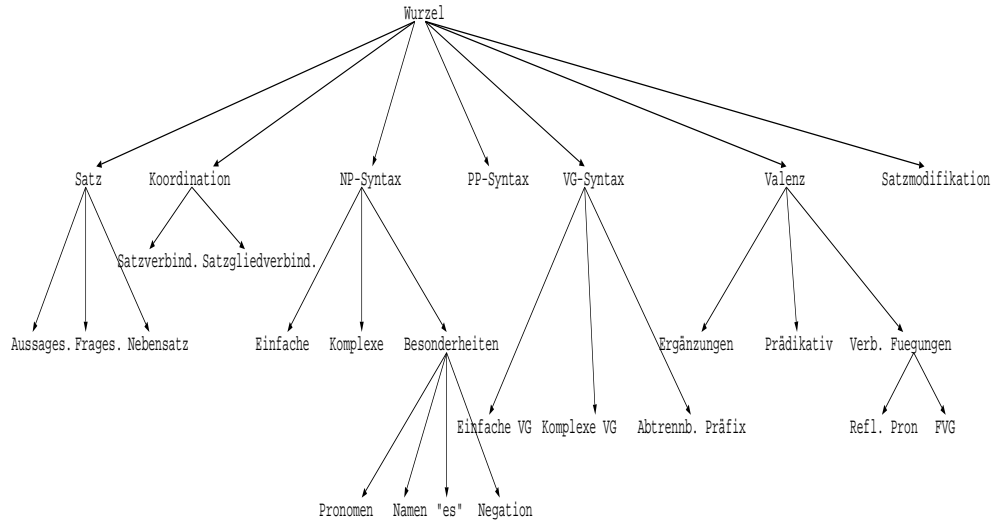 Wurzel
Satz Koordination NP-Syntax PP-Syntax VG-Syntax Valenz Satzmodifikation
Satzverbind. Satzgliedverbind.
Aussages. Frages. Nebensatz Einfache Komplexe Besonderheiten Ergänzungen Prädikativ Verb. Fuegungen
Einfache VG Komplexe VG Abtrennb. Präfix Refl. Pron FVG
Pronomen Namen "es" Negation